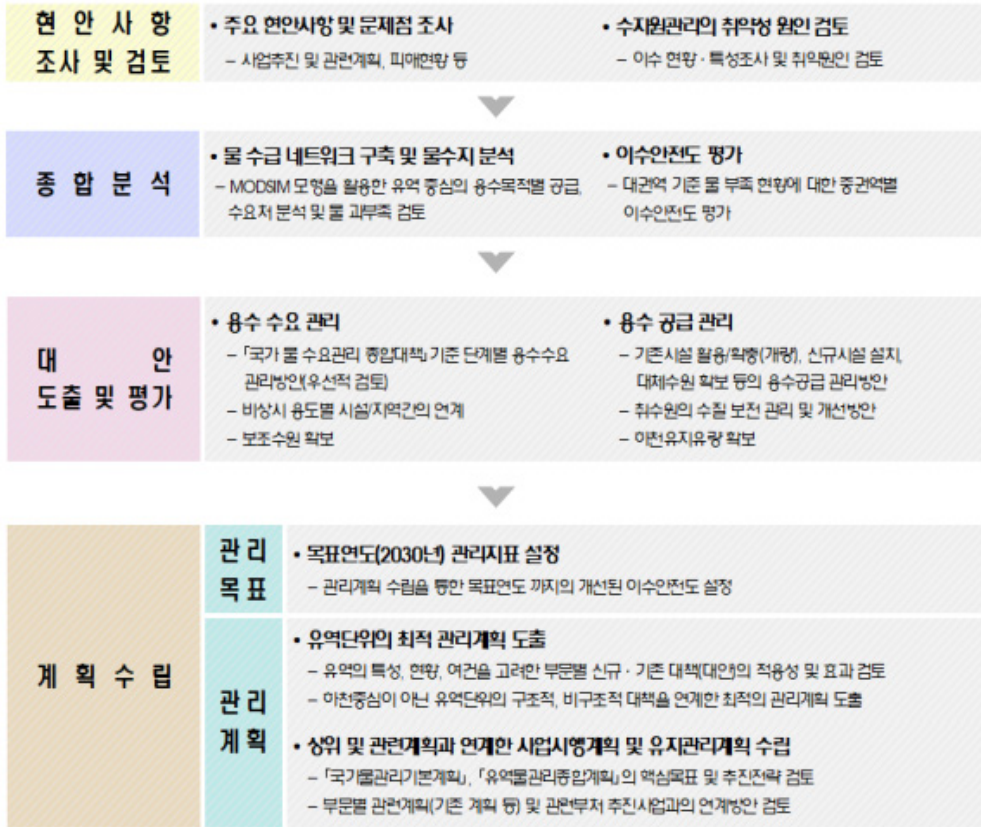 현 안 사 항
조사 및 검토
• 주요 현안사항 및 문제점 조사
– 사업추진 및 관련계획, 피해현황 등
• 수자원관리의 취약성 원인 검토
– 이수 현황 · 특성조사 및 취약원인 검토
종 합 분 석
• 물 수급 네트워크 구축 및 물수지 분석
– MODSIM 모형을 활용한 유역 중심의 용수목적별 공급,
수요처 분석 및 물 과부족 검토
• 이수안전도 평가
– 대권역 기준 물 부족 현황에 대한 중권역별
이수안전도 평가
대 안
도출 및 평가
• 용수 수요 관리
– 「국가 물 수요관리 종합대책」 기준 단계별 용수수요
관리방안(우선적 검토)
– 비상시 용도별 시설/지역간의 연계
– 보조수원 확보
• 용수 공급 관리
– 기존시설 활용/확충(개량), 신규시설 설치,
대체수원 확보 등의 용수공급 관리방안
– 취수원의 수질 보전 관리 및 개선방안
– 하천유지유량 확보
계 획 수 립
관 리
목 표
• 목표연도(2030년) 관리지표 설정
– 관리계획 수립을 통한 목표연도 까지의 개선된 이수안전도 설정
관 리
계 획
• 유역단위의 최적 관리계획 도출
– 유역의 특성, 현황, 여건을 고려한 부문별 신규 · 기존 대책(대안)의 적용성 및 효과 검토
– 하천중심이 아닌 유역단위의 구조적, 비구조적 대책을 연계한 최적의 관리계획 도출
• 상위 및 관련계획과 연계한 사업시행계획 및 유지관리계획 수립
– 「국가물관리기본계획」, 「유역물관리종합계획」의 핵심목표 및 추진전략 검토
– 부문별 관련계획(기존 계획 등) 및 관련부처 추진사업과의 연계방안 검토